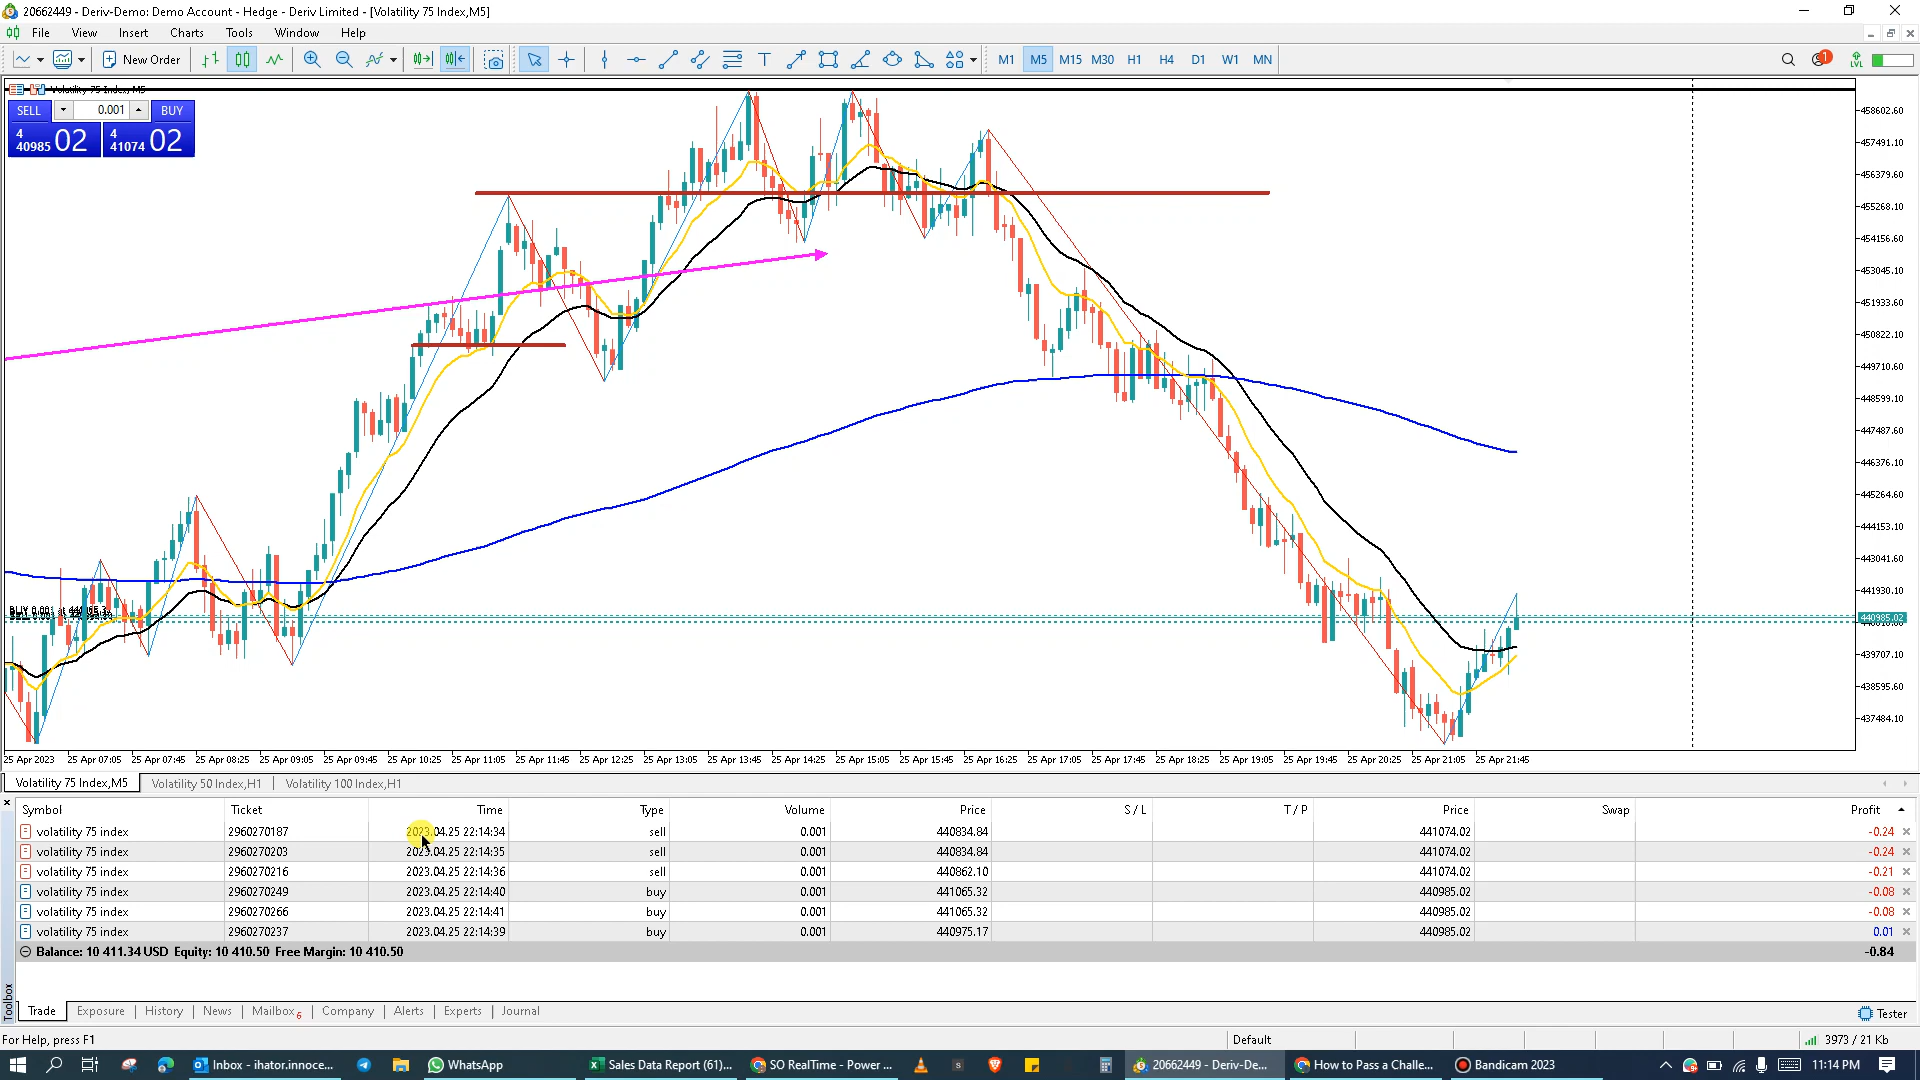 20662449 - Deriv-Demo: Demo Account - Hedge - Deriv Limited - [Volatility 75 Index,M5]
File View Insert Charts Tools Window Help
New Order M1 M5 M15 M30 H1 H4 D1 W1 MN 1 LVL
Volatility 75 Index, M5
SELL 0.001 BUY
4 40985 02 4 41074 02
458602.60
457491.10
456379.60
455268.10
454156.60
453045.10
451933.60
450822.10
449710.60
448599.10
447487.60
446376.10
445264.60
444153.10
443041.60
441930.10
440985.02
439707.10
438595.60
437484.10
25 Apr 2023 25 Apr 07:05 25 Apr 07:45 25 Apr 08:25 25 Apr 09:05 25 Apr 09:45 25 Apr 10:25 25 Apr 11:05 25 Apr 11:45 25 Apr 12:25 25 Apr 13:05 25 Apr 13:45 25 Apr 14:25 25 Apr 15:05 25 Apr 15:45 25 Apr 16:25 25 Apr 17:05 25 Apr 17:45 25 Apr 18:25 25 Apr 19:05 25 Apr 19:45 25 Apr 20:25 25 Apr 21:05 25 Apr 21:45
Volatility 75 Index,M5 Volatility 50 Index,H1 Volatility 100 Index,H1
Symbol Ticket Time Type Volume Price S / L T / P Price Swap Profit
volatility 75 index 2960270187 2023.04.25 22:14:34 sell 0.001 440834.84 441074.02 -0.24
volatility 75 index 2960270203 2023.04.25 22:14:35 sell 0.001 440834.84 441074.02 -0.24
volatility 75 index 2960270216 2023.04.25 22:14:36 sell 0.001 440862.10 441074.02 -0.21
volatility 75 index 2960270249 2023.04.25 22:14:40 buy 0.001 441065.32 440985.02 -0.08
volatility 75 index 2960270266 2023.04.25 22:14:41 buy 0.001 441065.32 440985.02 -0.08
volatility 75 index 2960270237 2023.04.25 22:14:39 buy 0.001 440975.17 440985.02 0.01
Balance: 10 411.34 USD Equity: 10 410.50 Free Margin: 10 410.50 -0.84
Toolbox
Trade Exposure History News Mailbox 6 Company Alerts Experts Journal Tester
For Help, press F1 Default 3973 / 21 Kb
Inbox - ihator.innoce... WhatsApp Sales Data Report (61)... SO RealTime - Power ... 20662449 - Deriv-De... How to Pass a Challe... Bandicam 2023 11:14 PM